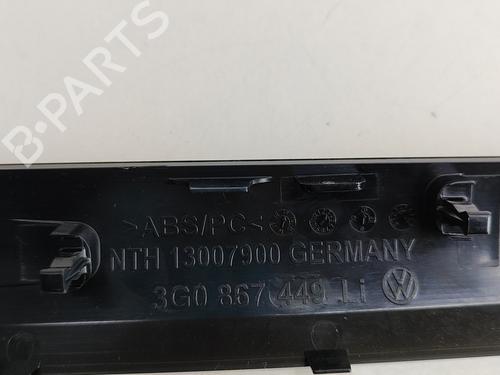 B-PARTS
>ABS/PC<
NTH 13007900 GERMANY
3G0 867 449 Li